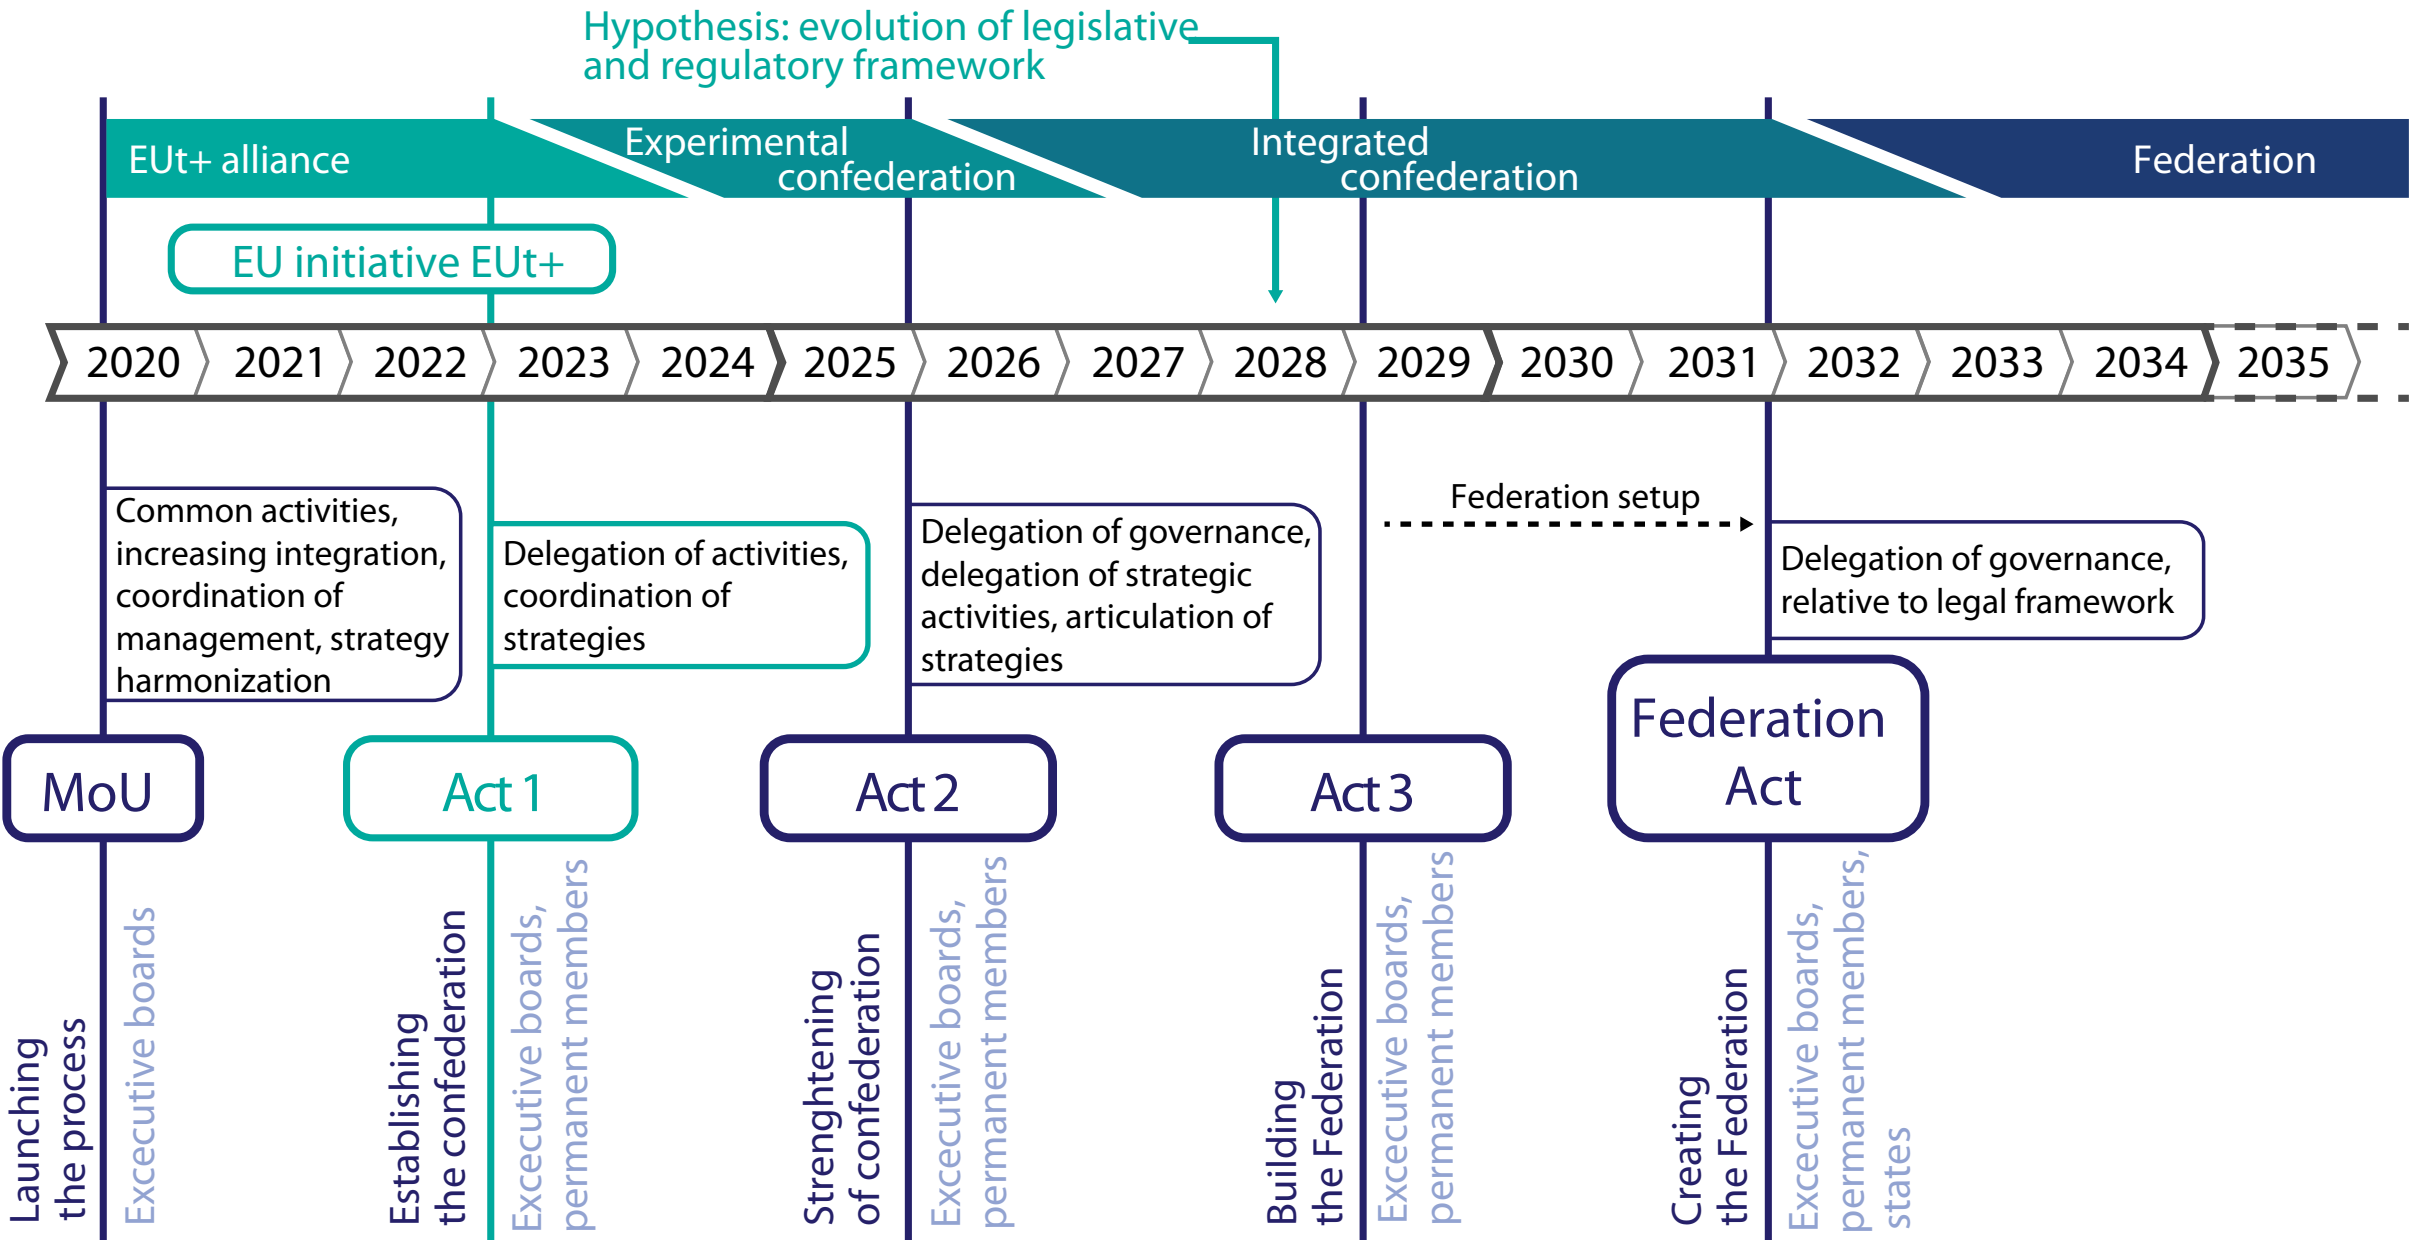 Hypothesis: evolution of legislative
and regulatory framework
EUt+ alliance
Experimental
confederation
Integrated
confederation
Federation
EU initiative EUt+
2020
2021
2022
2023
2024
2025
2026
2027
2028
2029
2030
2031
2032
2033
2034
2035
Common activities,
increasing integration,
coordination of
management, strategy
harmonization
Delegation of activities,
coordination of
strategies
Delegation of governance,
delegation of strategic
activities, articulation of
strategies
Federation setup
Delegation of governance,
relative to legal framework
MoU
Act 1
Act 2
Act 3
Federation
Act
Launching
the process
Excecutive boards
Establishing
the confederation
Excecutive boards,
permanent members
Strenghtening
of confederation
Excecutive boards,
permanent members
Building
the Federation
Excecutive boards,
permanent members
Creating
the Federation
Excecutive boards,
permanent members,
states